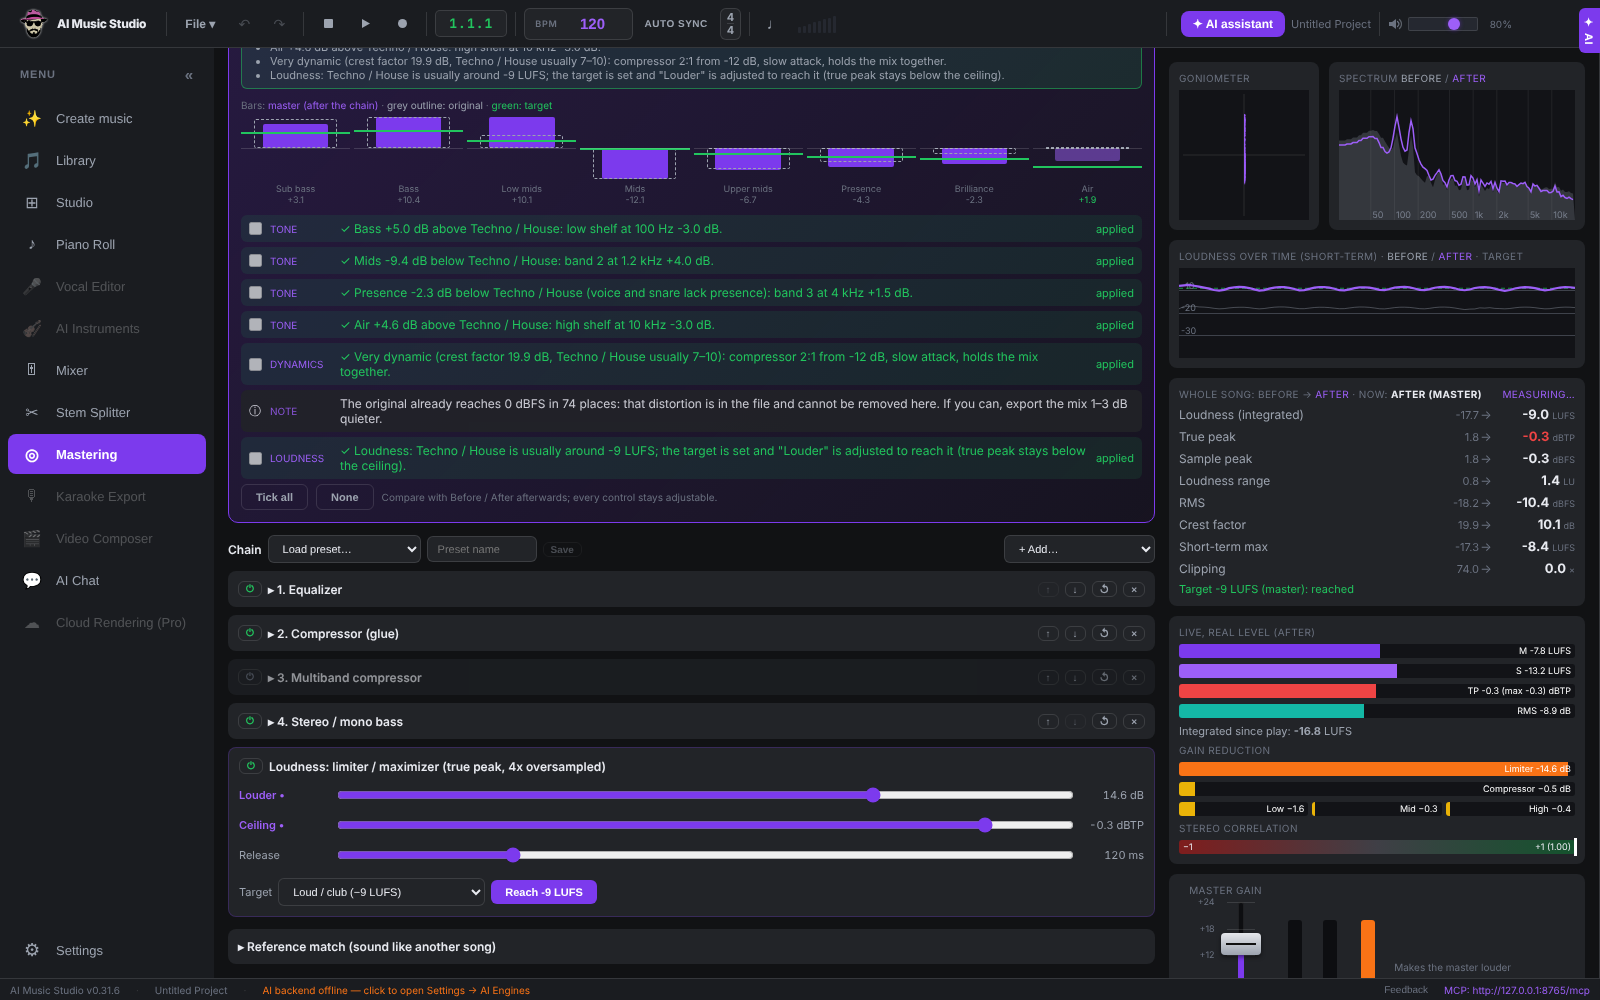 AI Music Studio
File ▾
1.1.1
BPM 120
AUTO SYNC
4
4
✦ AI assistant
Untitled Project
80%
✦ AI
MENU
«
Create music
Library
Studio
Piano Roll
Vocal Editor
AI Instruments
Mixer
Stem Splitter
Mastering
Karaoke Export
Video Composer
AI Chat
Cloud Rendering (Pro)
Settings
• Very dynamic (crest factor 19.9 dB, Techno / House usually 7–10): compressor 2:1 from -12 dB, slow attack, holds the mix together.
• Loudness: Techno / House is usually around -9 LUFS; the target is set and "Louder" is adjusted to reach it (true peak stays below the ceiling).
Bars: master (after the chain) · grey outline: original · green: target
Sub bass Bass Low mids Mids Upper mids Presence Brilliance Air
+3.1 +10.4 +10.1 -12.1 -6.7 -4.3 -2.3 +1.9
TONE ✓ Bass +5.0 dB above Techno / House: low shelf at 100 Hz -3.0 dB. applied
TONE ✓ Mids -9.4 dB below Techno / House: band 2 at 1.2 kHz +4.0 dB. applied
TONE ✓ Presence -2.3 dB below Techno / House (voice and snare lack presence): band 3 at 4 kHz +1.5 dB. applied
TONE ✓ Air +4.6 dB above Techno / House: high shelf at 10 kHz -3.0 dB. applied
DYNAMICS ✓ Very dynamic (crest factor 19.9 dB, Techno / House usually 7–10): compressor 2:1 from -12 dB, slow attack, holds the mix
together. applied
NOTE The original already reaches 0 dBFS in 74 places: that distortion is in the file and cannot be removed here. If you can, export the mix 1–3 dB
quieter.
LOUDNESS ✓ Loudness: Techno / House is usually around -9 LUFS; the target is set and "Louder" is adjusted to reach it (true peak stays below
the ceiling). applied
Tick all None Compare with Before / After afterwards; every control stays adjustable.
Chain Load preset… Preset name Save + Add…
▸ 1. Equalizer
▸ 2. Compressor (glue)
▸ 3. Multiband compressor
▸ 4. Stereo / mono bass
Loudness: limiter / maximizer (true peak, 4x oversampled)
Louder • 14.6 dB
Ceiling • -0.3 dBTP
Release 120 ms
Target Loud / club (−9 LUFS) Reach -9 LUFS
▸ Reference match (sound like another song)
GONIOMETER
SPECTRUM BEFORE / AFTER
50 100 200 500 1k 2k 5k 10k
LOUDNESS OVER TIME (SHORT-TERM) · BEFORE / AFTER · TARGET
-20
-30
WHOLE SONG: BEFORE → AFTER · NOW: AFTER (MASTER) MEASURING…
Loudness (integrated) -17.7 → -9.0 LUFS
True peak 1.8 → -0.3 dBTP
Sample peak 1.8 → -0.3 dBFS
Loudness range 0.8 → 1.4 LU
RMS -18.2 → -10.4 dBFS
Crest factor 19.9 → 10.1 dB
Short-term max -17.3 → -8.4 LUFS
Clipping 74.0 → 0.0 ×
Target -9 LUFS (master): reached
LIVE, REAL LEVEL (AFTER)
M -7.8 LUFS
S -13.2 LUFS
TP -0.3 (max -0.3) dBTP
RMS -8.9 dB
Integrated since play: -16.8 LUFS
GAIN REDUCTION
Limiter -14.6 dB
Compressor −0.5 dB
Low −1.6 Mid −0.3 High −0.4
STEREO CORRELATION
−1 +1 (1.00)
MASTER GAIN
+24
+18
+12
Makes the master louder
AI Music Studio v0.31.6 · Untitled Project · AI backend offline — click to open Settings → AI Engines
Feedback MCP: http://127.0.0.1:8765/mcp